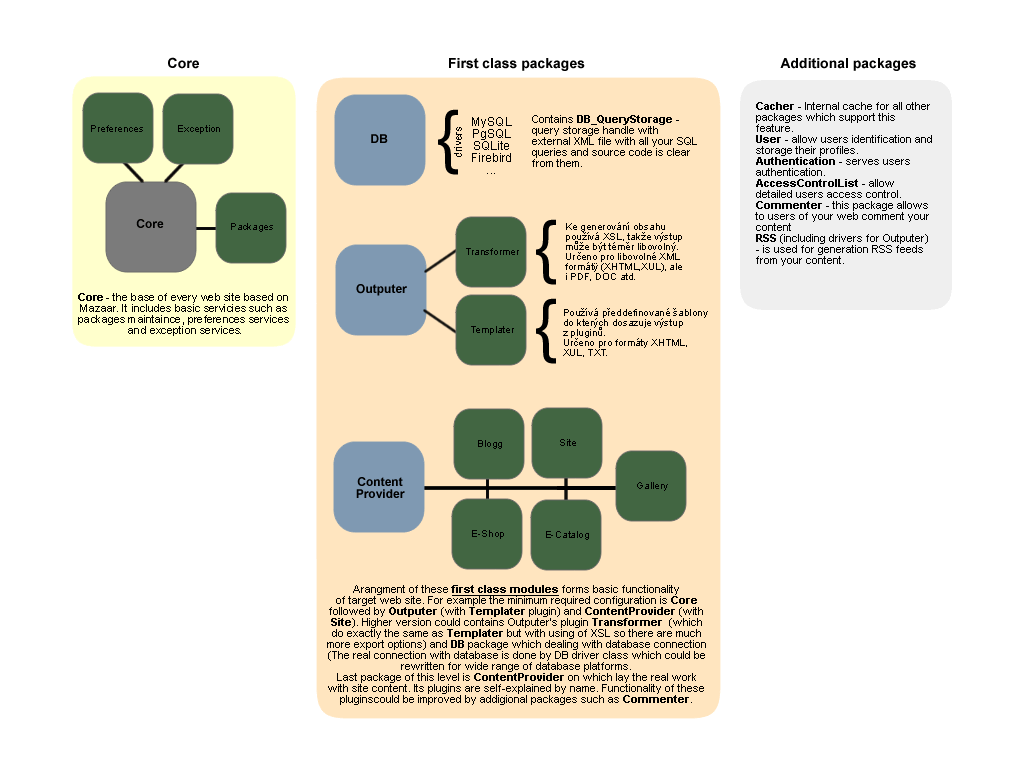 Core
Preferences
Exception
Core
Packages
Core - the base of every web site based on
Mazaar. It includes basic servicies such as
packages maintaince, preferences services
and exception services.
First class packages
DB
drivers
MySQL
PgSQL
SQLite
Firebird
...
Contains DB_QueryStorage -
query storage handle with
external XML file with all your SQL
queries and source code is clear
from them.
Outputer
Transformer
Ke generování obsahu
používá XSL, takže výstup
může být téměr libovolný.
Určeno pro libovolné XML
formátý (XHTML,XUL), ale
i PDF, DOC atd.
Templater
Používá předdefinované šablony
do kterých dosazuje výstup
z pluginů.
Určeno pro formáty XHTML,
XUL, TXT.
Content
Provider
Blogg
Site
Gallery
E-Shop
E-Catalog
Arangment of these first class modules forms basic functionality
of target web site. For example the minimum required configuration is Core
followed by Outputer (with Templater plugin) and ContentProvider (with
Site). Higher version could contains Outputer's plugin Transformer (which
do exactly the same as Templater but with using of XSL so there are much
more export options) and DB package which dealing with database connection
(The real connection with database is done by DB driver class which could be
rewritten for wide range of database platforms.
Last package of this level is ContentProvider on which lay the real work
with site content. Its plugins are self-explained by name. Functionality of these
pluginscould be improved by addigional packages such as Commenter.
Additional packages
Cacher - Internal cache for all other
packages which support this
feature.
User - allow users identification and
storage their profiles.
Authentication - serves users
authentication.
AccessControlList - allow
detailed users access control.
Commenter - this package allows
to users of your web comment your
content
RSS (including drivers for Outputer)
- is used for generation RSS feeds
from your content.